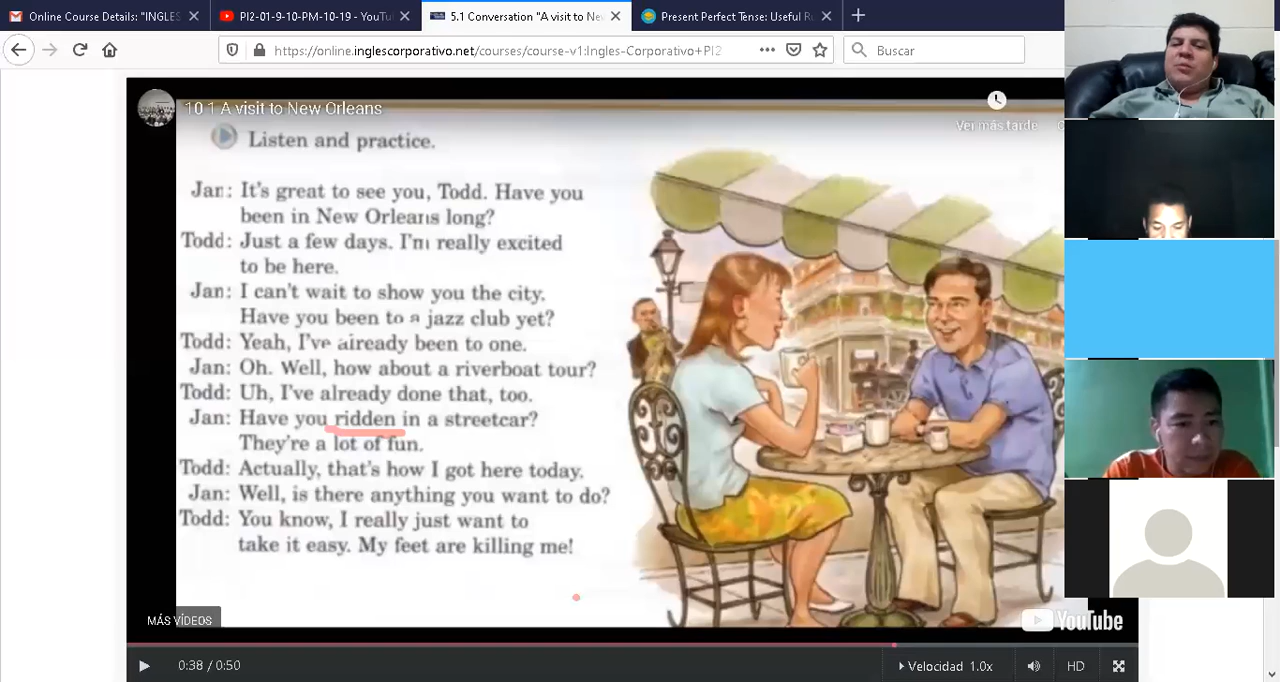 Online Course Details: "INGLES
PI2-01-9-10-PM-10-19 - YouTu
5.1 Conversation "A visit to Nev
Present Perfect Tense: Useful Ru
https://online.inglescorporativo.net/courses/course-v1:Ingles-Corporativo+PI2
Buscar
10 1 A visit to New Orleans
Ver más tarde
Listen and practice.
Jan: It's great to see you, Todd. Have you
been in New Orleans long?
Todd: Just a few days. I'm really excited
to be here.
Jan: I can't wait to show you the city.
Have you been to a jazz club yet?
Todd: Yeah, I've already been to one.
Jan: Oh. Well, how about a riverboat tour?
Todd: Uh, I've already done that, too.
Jan: Have you ridden in a streetcar?
They're a lot of fun.
Todd: Actually, that's how I got here today.
Jan: Well, is there anything you want to do?
Todd: You know, I really just want to
take it easy. My feet are killing me!
MÁS VÍDEOS
YouTube
0:38 / 0:50
Velocidad 1.0x
HD